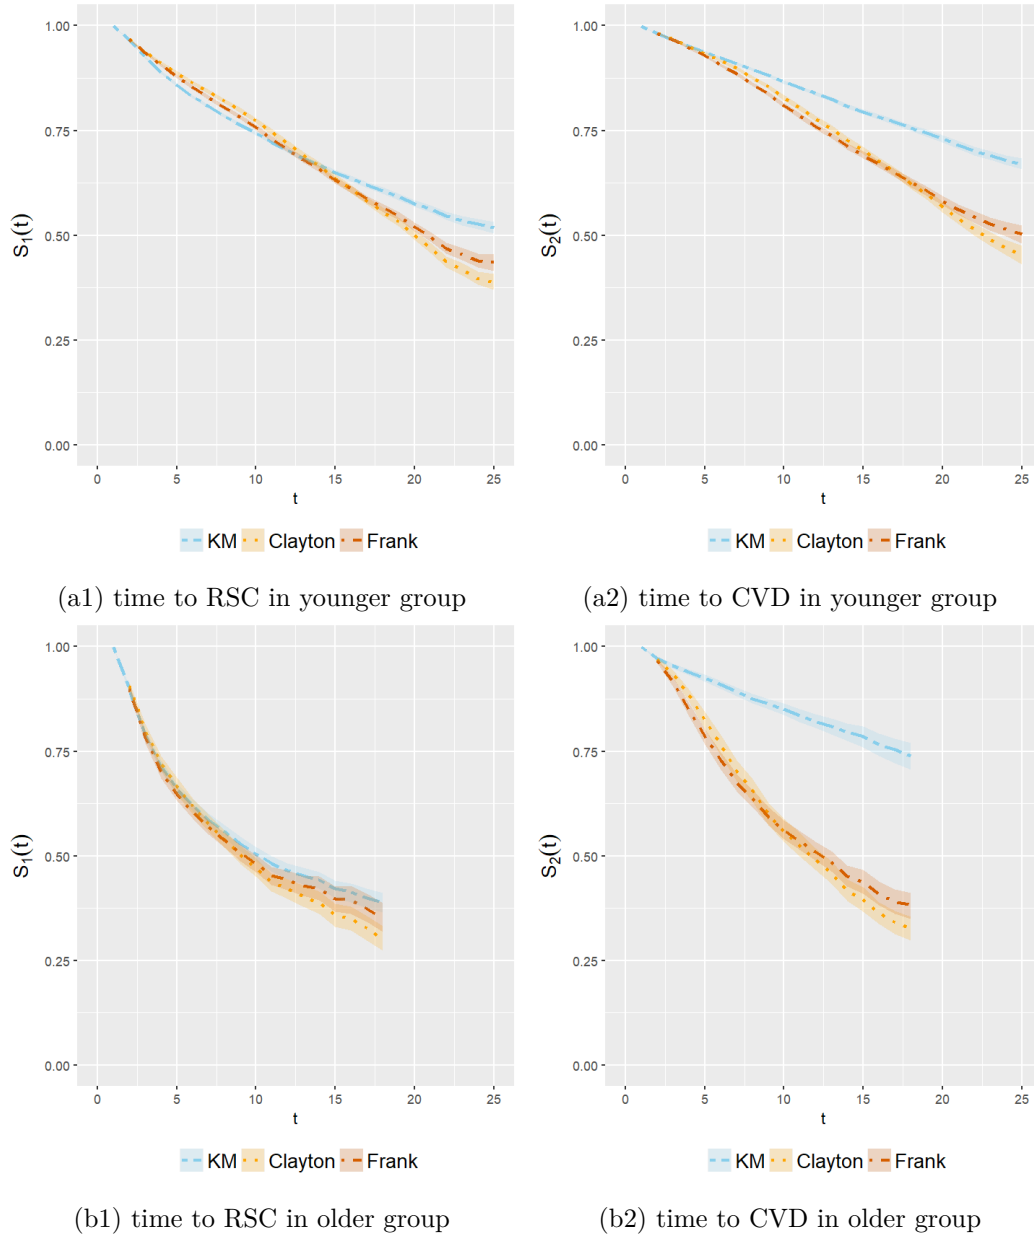 1.00
0.75
0.50
0.25
0.00
S₁(t)
0 5 10 15 20 25
t
KM Clayton Frank
(a1) time to RSC in younger group
1.00
0.75
0.50
0.25
0.00
S₂(t)
0 5 10 15 20 25
t
KM Clayton Frank
(a2) time to CVD in younger group
1.00
0.75
0.50
0.25
0.00
S₁(t)
0 5 10 15 20 25
t
KM Clayton Frank
(b1) time to RSC in older group
1.00
0.75
0.50
0.25
0.00
S₂(t)
0 5 10 15 20 25
t
KM Clayton Frank
(b2) time to CVD in older group